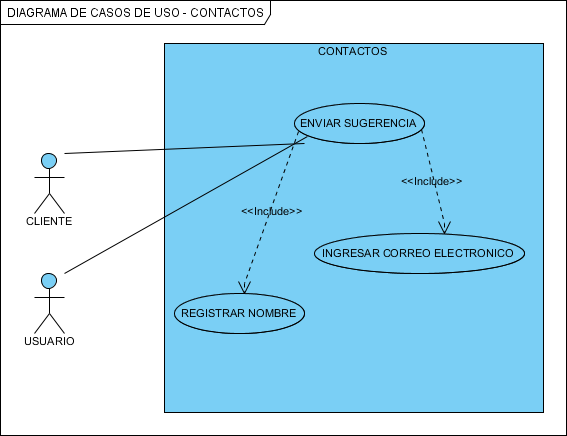 DIAGRAMA DE CASOS DE USO - CONTACTOS
CONTACTOS
ENVIAR SUGERENCIA
<<Include>>
<<Include>>
CLIENTE
INGRESAR CORREO ELECTRONICO
REGISTRAR NOMBRE
USUARIO